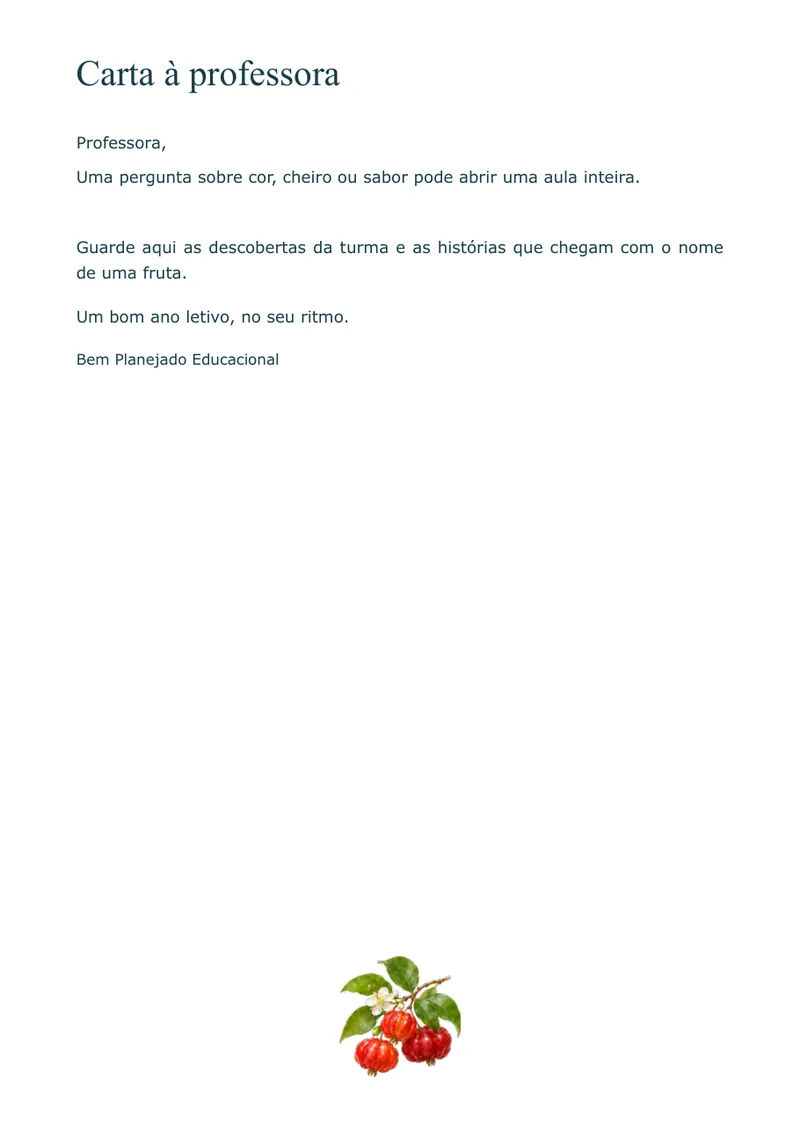 Carta à professora
Professora,
Uma pergunta sobre cor, cheiro ou sabor pode abrir uma aula inteira.
Guarde aqui as descobertas da turma e as histórias que chegam com o nome
de uma fruta.
Um bom ano letivo, no seu ritmo.
Bem Planejado Educacional